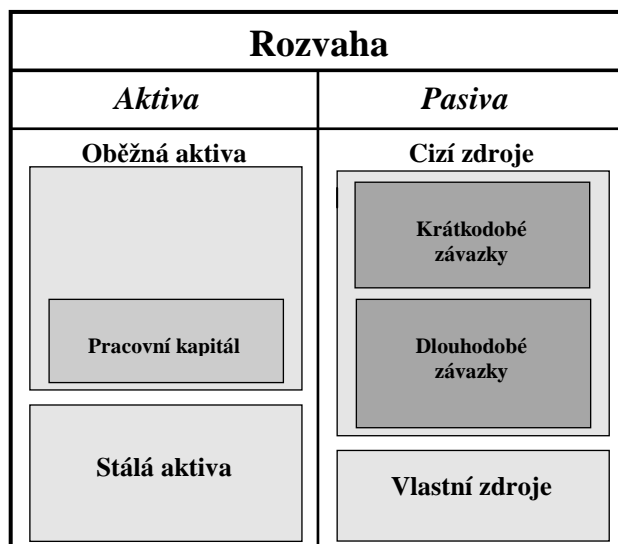 Rozvaha
Aktiva
Pasiva
Oběžná aktiva
Cizí zdroje
Krátkodobé
závazky
Pracovní kapitál
Dlouhodobé
závazky
Stálá aktiva
Vlastní zdroje